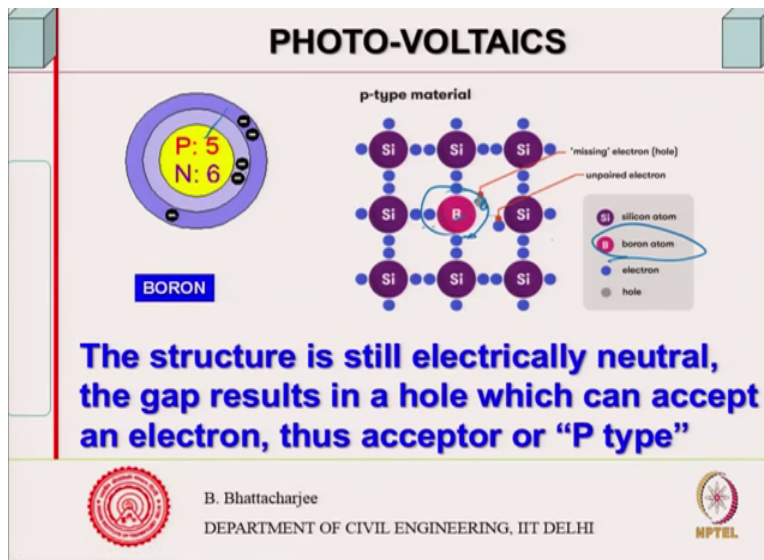 PHOTO-VOLTAICS
p-type material
P: 5
N: 6
BORON
Si Si Si
'missing' electron (hole)
unpaired electron
Si B Si
Si Si Si
Si silicon atom
B boron atom
electron
hole
The structure is still electrically neutral,
the gap results in a hole which can accept
an electron, thus acceptor or “P type”
B. Bhattacharjee
DEPARTMENT OF CIVIL ENGINEERING, IIT DELHI
NPTEL